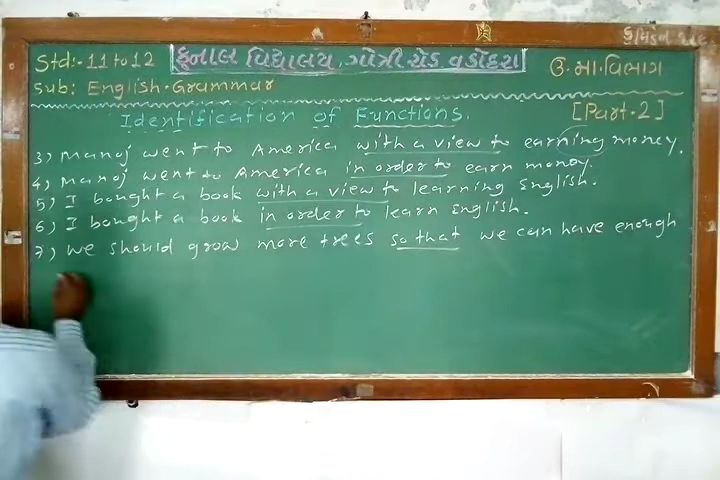 Std:- 11 to 12
કુનાલ વિદ્યાલય, ગોત્રી રોડ વડોદરા
ઉ.મા.વિભાગ
Sub: English.Grammar
Identification of Functions.
[Part.2]
3) Manoj went to America with a view to earning money.
4) Manoj went to America in order to earn money.
5) I bought a book with a view to learning English.
6) I bought a book in order to learn English.
7) we should grow more trees so that we can have enough